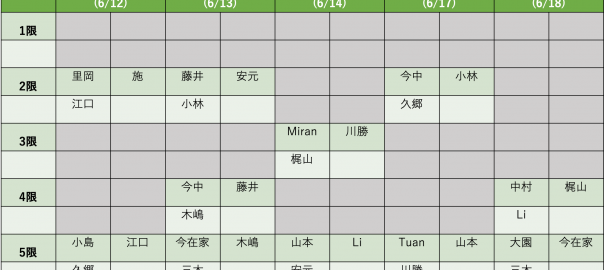 (6/12) (6/13) (6/14) (6/17) (6/18)
1限
2限 里岡 施 藤井 安元 今中 小林
江口 小林 久郷
3限 Miran 川勝
梶山
4限 今中 藤井 中村 梶山
木嶋 Li
5限 小島 江口 今在家 木嶋 山本 Li Tuan 山本 大園 今在家
久郷 三木 安元 川勝 三木